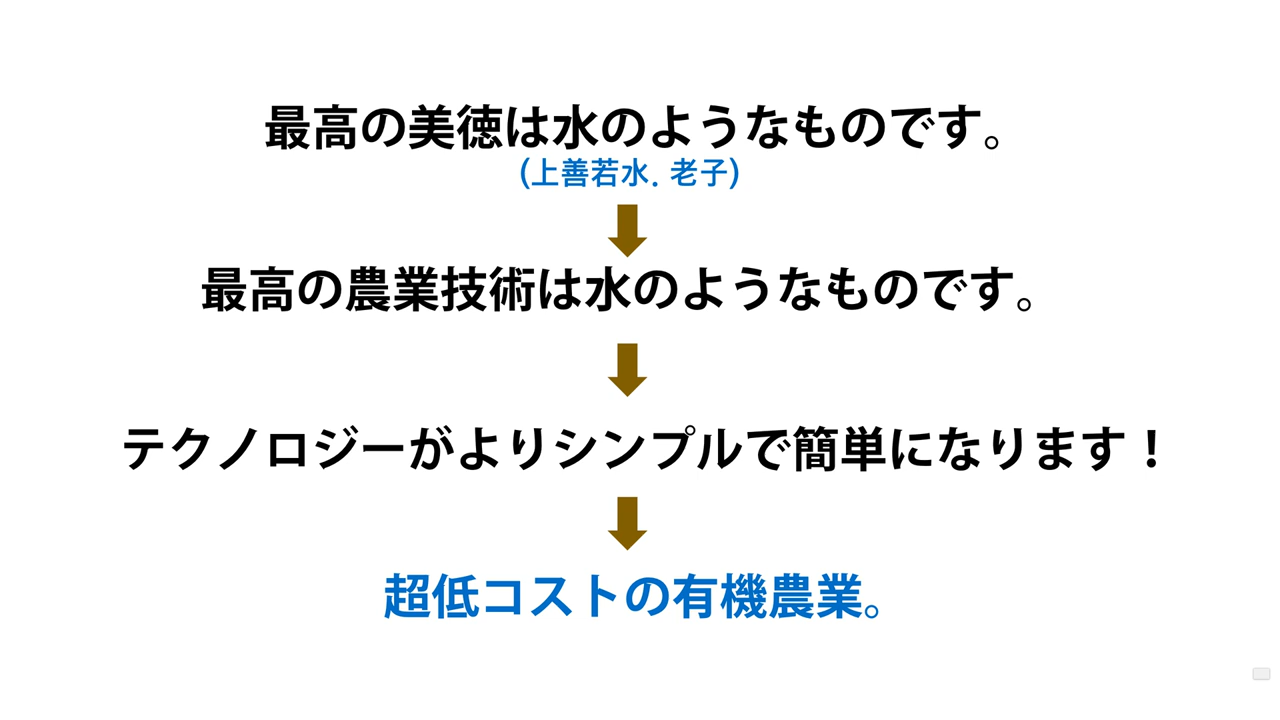 最高の美徳は水のようなものです。
(上善若水. 老子)
最高の農業技術は水のようなものです。
テクノロジーがよりシンプルで簡単になります！
超低コストの有機農業。